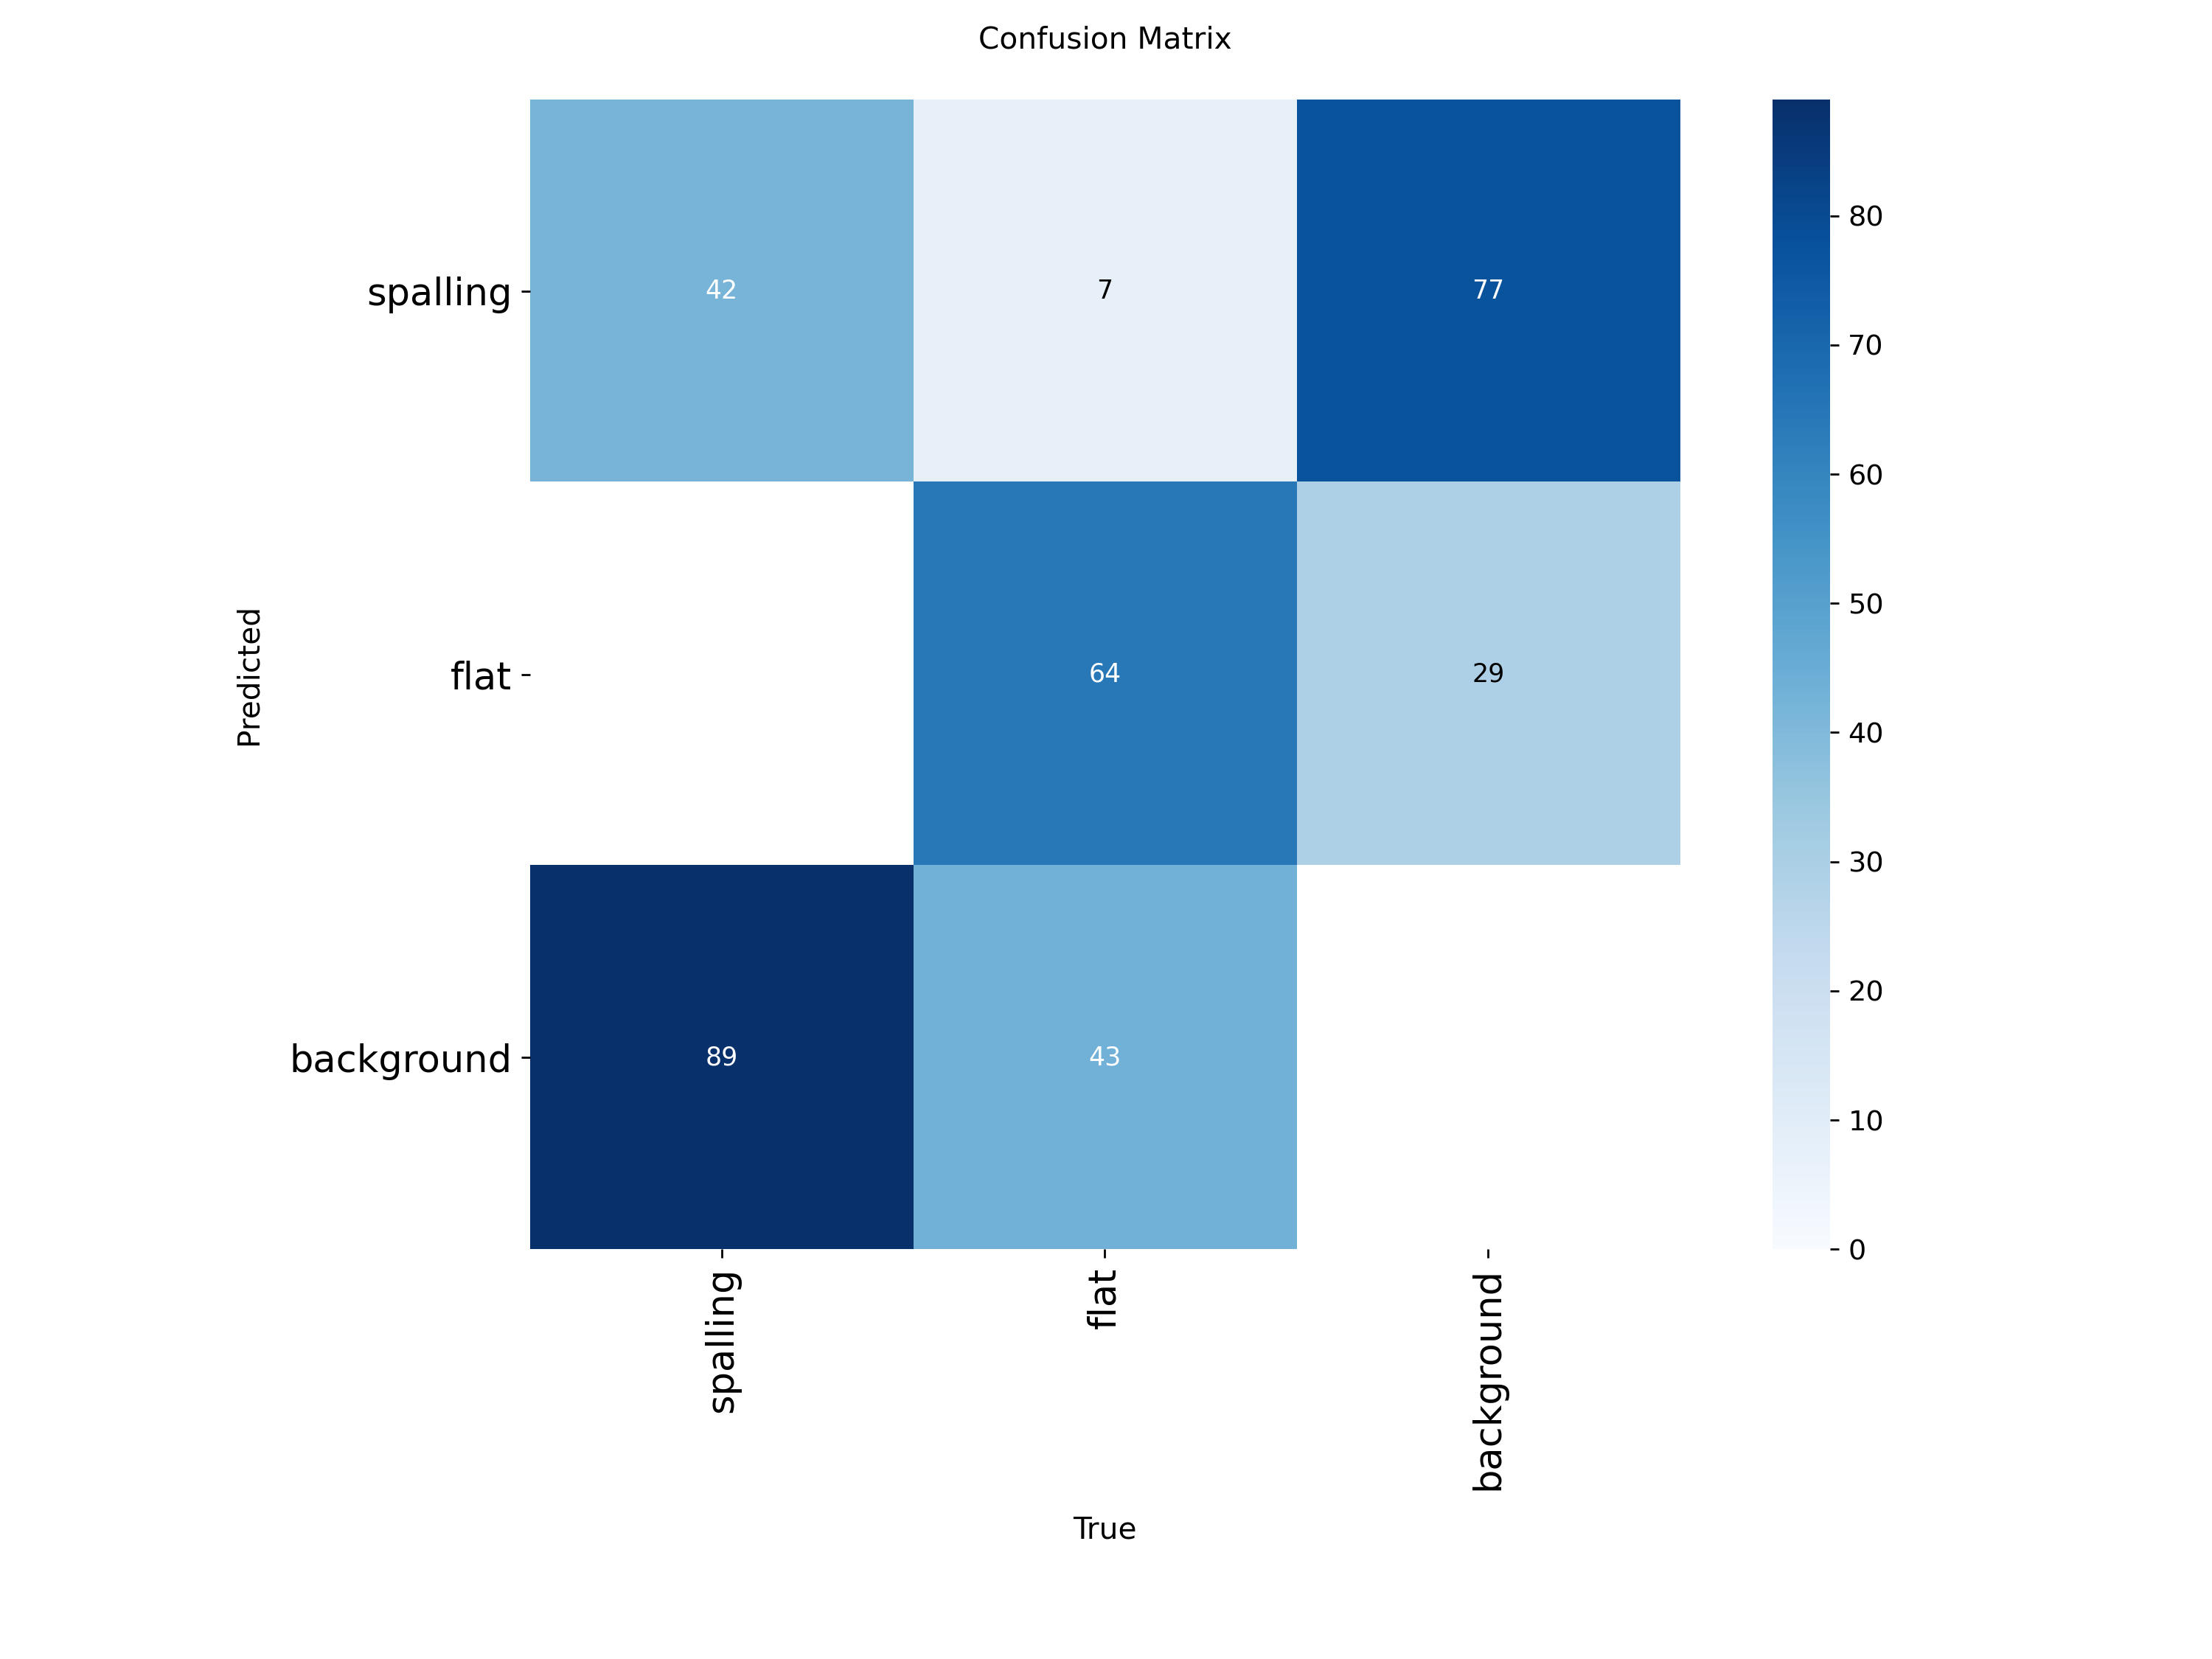 Confusion Matrix
spalling
42
7
77
flat
64
29
background
89
43
Predicted
spalling
flat
background
True
80
70
60
50
40
30
20
10
0